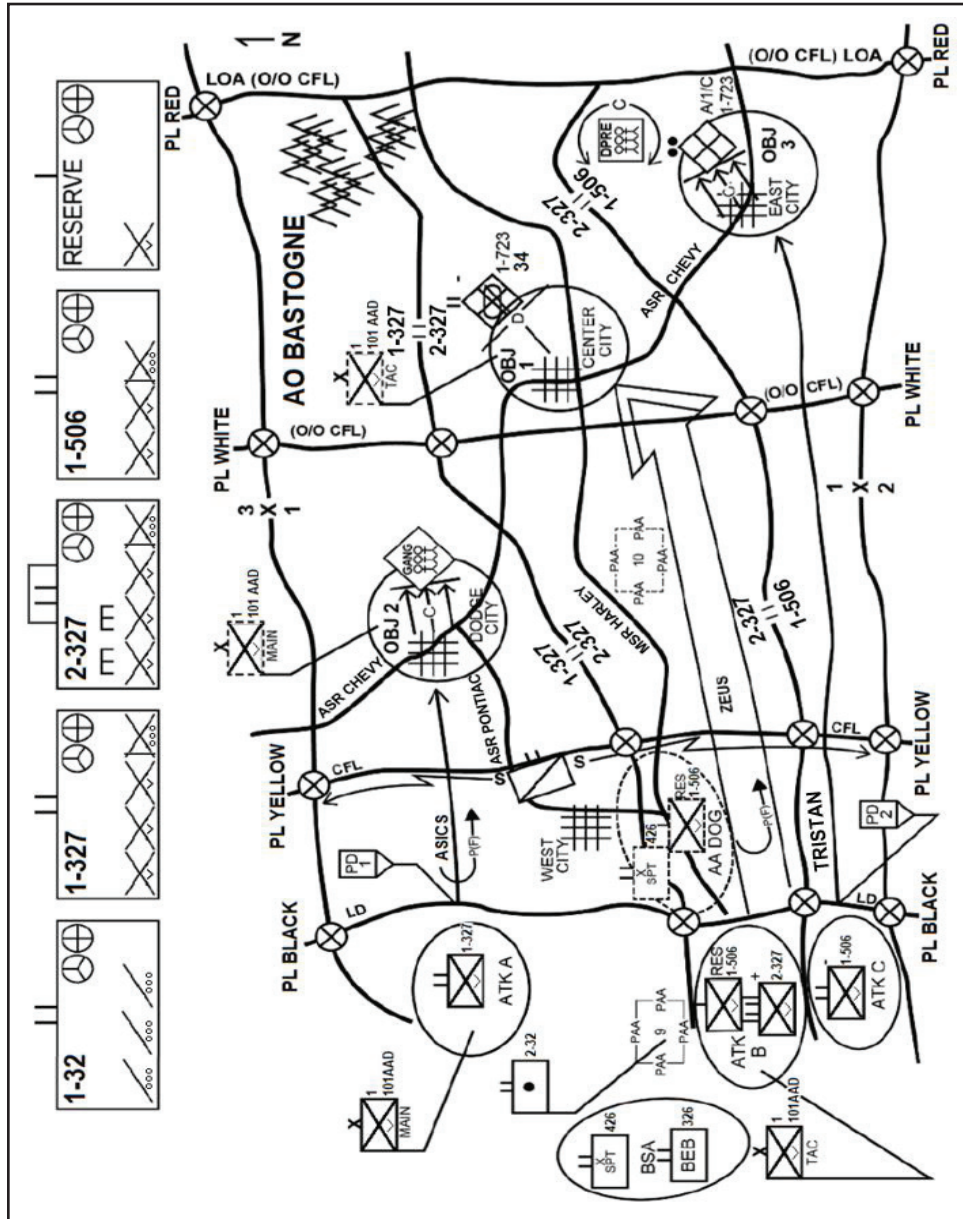 1-32
1-327
2-327
E E
1-506
RESERVE
PL BLACK
PL YELLOW
PL WHITE
PL RED
LD
CFL
3
X
1
(O/O CFL)
LOA (O/O CFL)
N
AO BASTOGNE
X
1
101 AAD
MAIN
X
1
101 AAD
TAC
X
1
101AAD
MAIN
1-327
ATK A
PD
1
ASICS
P(F)
ASR CHEVY
ASR PONTIAC
OBJ 2
C
GANG
DODGE
CITY
1-327
2-327
2-32
WEST
CITY
S
S
1-327
2-327
OBJ
1
D
1-723
34
CENTER
CITY
X
SPT
426
BSA
BEB
326
PAA
PAA 9 PAA
PAA
X
SPT
426
RES
1-506
AA DOG
MSR HARLEY
PAA
PAA 10 PAA
PAA
2-327
1-506
C
DPRE
ATK
B
RES
1-506
+
2-327
ZEUS
P(F)
ASR CHEVY
A/1/C
1-723
C
EAST
CITY
OBJ
3
X
1
101AAD
TAC
2-327
1-506
TRISTAN
(O/O CFL)
-
1-506
ATK C
LD
PD
2
CFL
1
X
2
(O/O CFL) LOA
PL BLACK
PL YELLOW
PL WHITE
PL RED